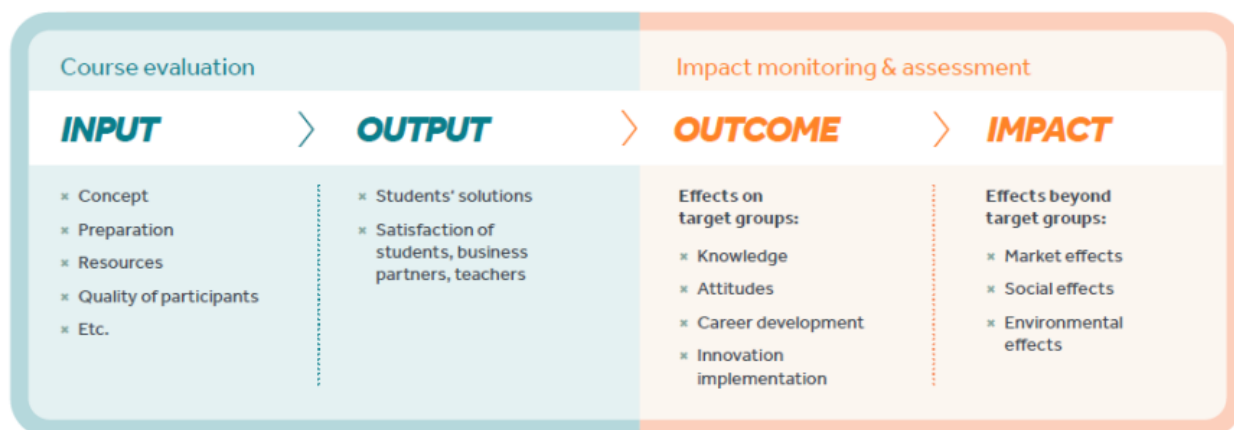 Course evaluation
Impact monitoring & assessment
INPUT
OUTPUT
OUTCOME
IMPACT
Concept
Preparation
Resources
Quality of participants
Etc.
Students' solutions
Satisfaction of
students, business
partners, teachers
Effects on
target groups:
Knowledge
Attitudes
Career development
Innovation
implementation
Effects beyond
target groups:
Market effects
Social effects
Environmental
effects